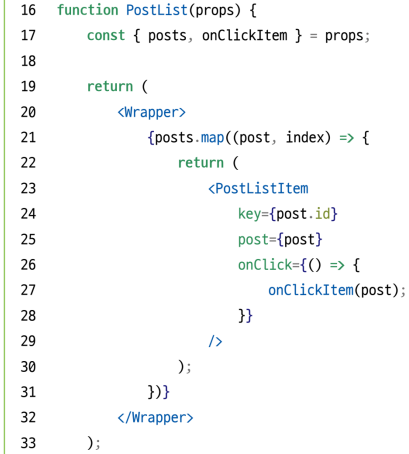 16 function PostList(props) {
17     const { posts, onClickItem } = props;
18
19     return (
20         <Wrapper>
21             {posts.map((post, index) => {
22                 return (
23                     <PostListItem
24                         key={post.id}
25                         post={post}
26                         onClick={() => {
27                             onClickItem(post);
28                         }}
29                     />
30                 );
31             })}
32         </Wrapper>
33     );